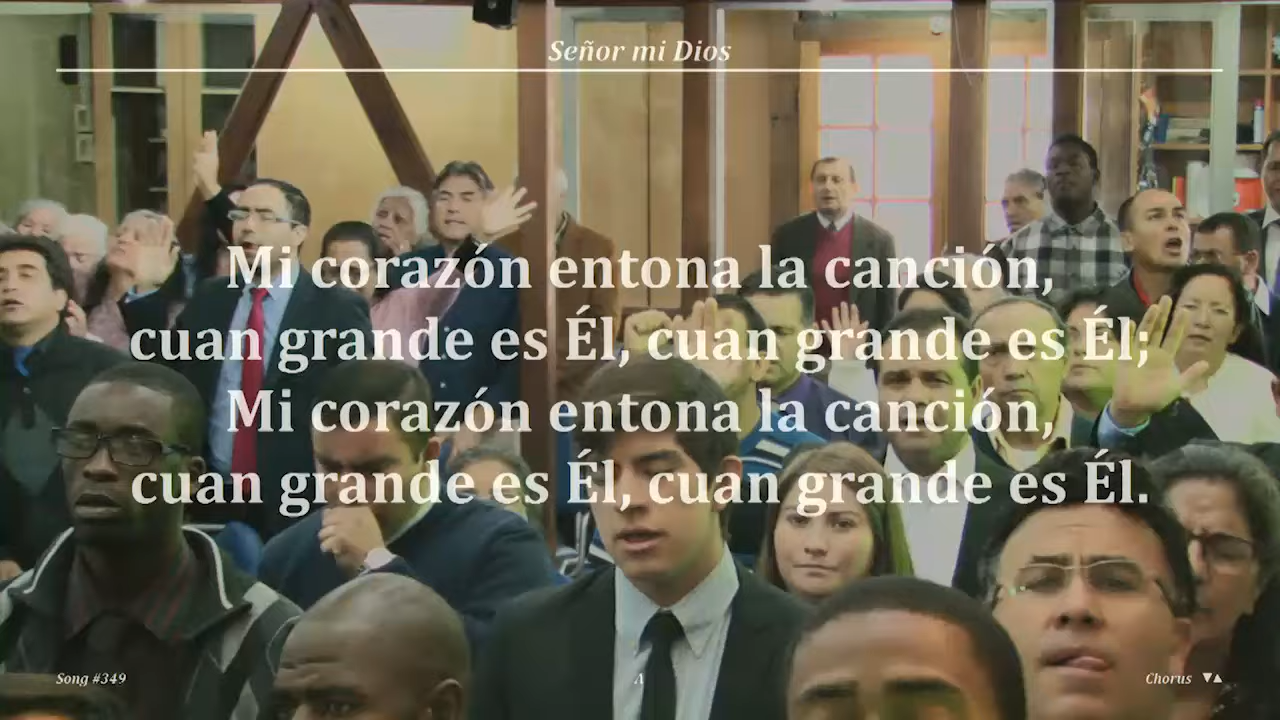 Señor mi Dios
Mi corazón entona la canción,
cuan grande es Él, cuan grande es Él;
Mi corazón entona la canción,
cuan grande es Él, cuan grande es Él.
Song #349
Chorus ▼▲